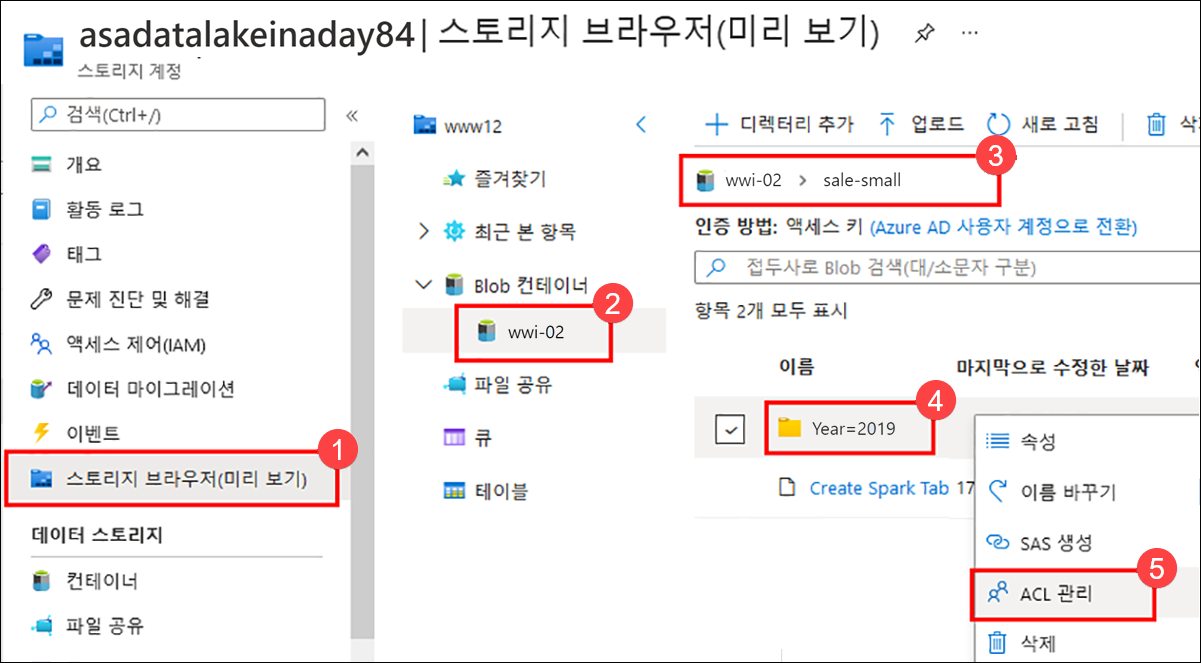 asadatalakeinaday84 | 스토리지 브라우저(미리 보기)
스토리지 계정
검색(Ctrl+/)
개요
활동 로그
태그
문제 진단 및 해결
액세스 제어(IAM)
데이터 마이그레이션
이벤트
1
스토리지 브라우저(미리 보기)
데이터 스토리지
컨테이너
파일 공유
www12
즐겨찾기
최근 본 항목
Blob 컨테이너
2
wwi-02
파일 공유
큐
테이블
디렉터리 추가 업로드 새로 고침
3
wwi-02 > sale-small
인증 방법: 액세스 키 (Azure AD 사용자 계정으로 전환)
접두사로 Blob 검색(대/소문자 구분)
항목 2개 모두 표시
이름 마지막으로 수정한 날짜
4
Year=2019
Create Spark Tab 17
속성
이름 바꾸기
SAS 생성
5
ACL 관리
삭제